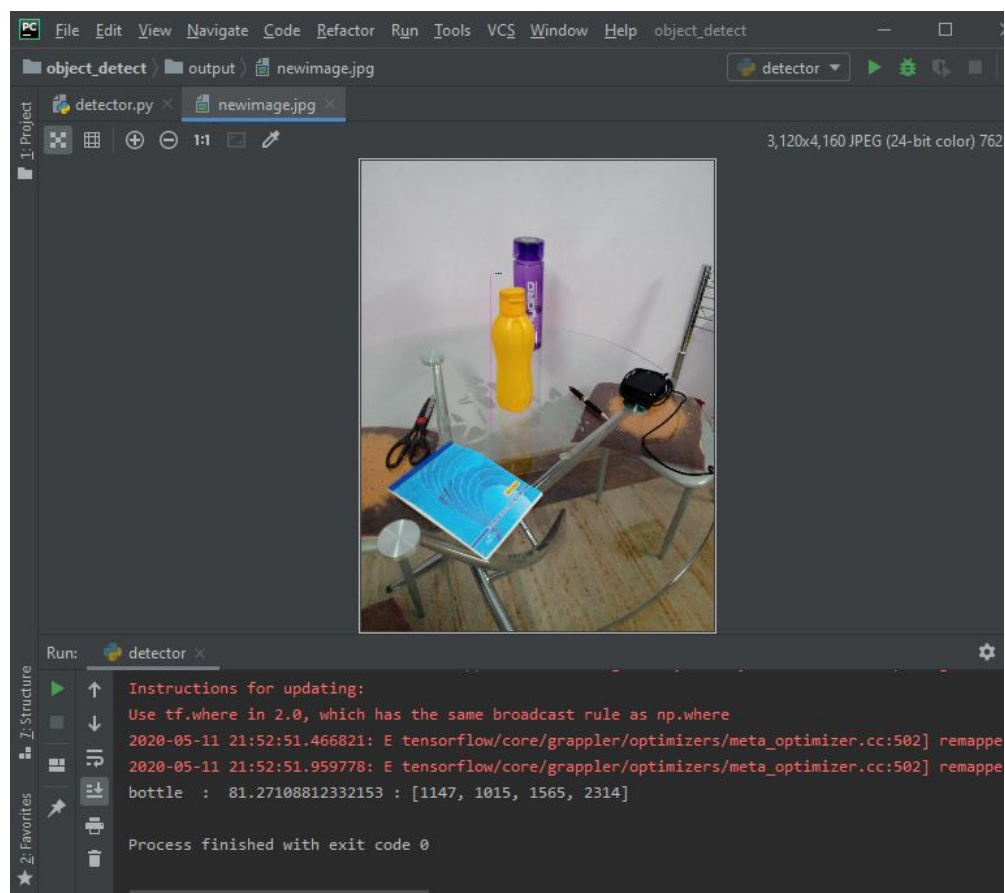 PC File Edit View Navigate Code Refactor Run Tools VCS Window Help object_detect
object_detect output newimage.jpg detector
detector.py newimage.jpg
1: Project
1:1 3,120x4,160 JPEG (24-bit color) 762
Run: detector
Instructions for updating:
Use tf.where in 2.0, which has the same broadcast rule as np.where
2020-05-11 21:52:51.466821: E tensorflow/core/grappler/optimizers/meta_optimizer.cc:502] remappe
2020-05-11 21:52:51.959778: E tensorflow/core/grappler/optimizers/meta_optimizer.cc:502] remappe
bottle : 81.27108812332153 : [1147, 1015, 1565, 2314]
Process finished with exit code 0
7: Structure
2: Favorites